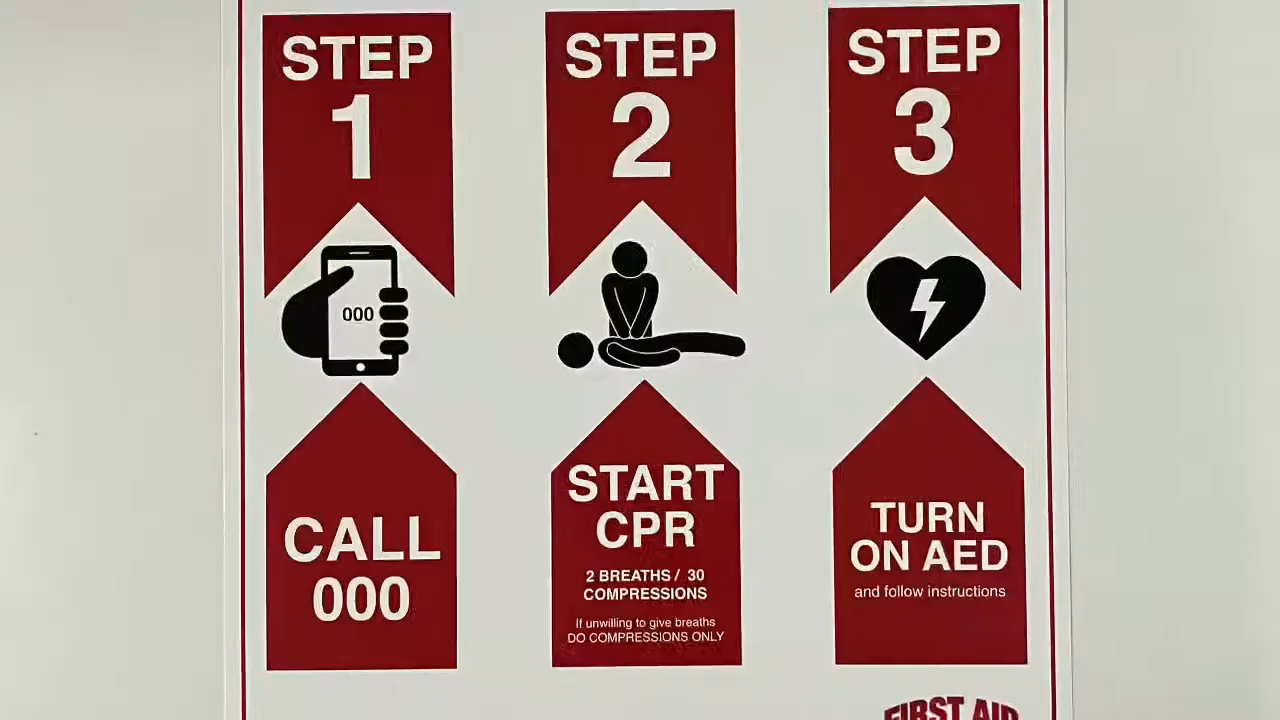 STEP
1
000
CALL
000
STEP
2
START
CPR
2 BREATHS / 30
COMPRESSIONS
If unwilling to give breaths
DO COMPRESSIONS ONLY
STEP
3
TURN
ON AED
and follow instructions
FIRST AID